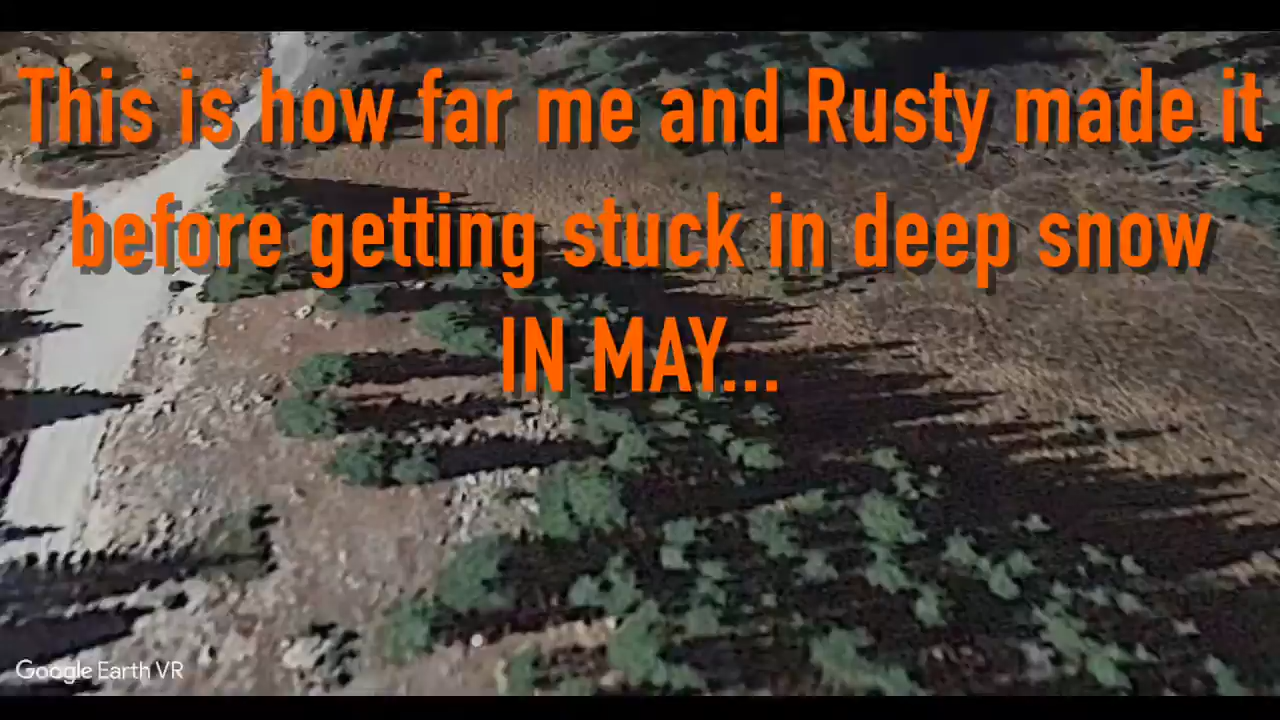 This is how far me and Rusty made it
before getting stuck in deep snow
IN MAY...
Google Earth VR